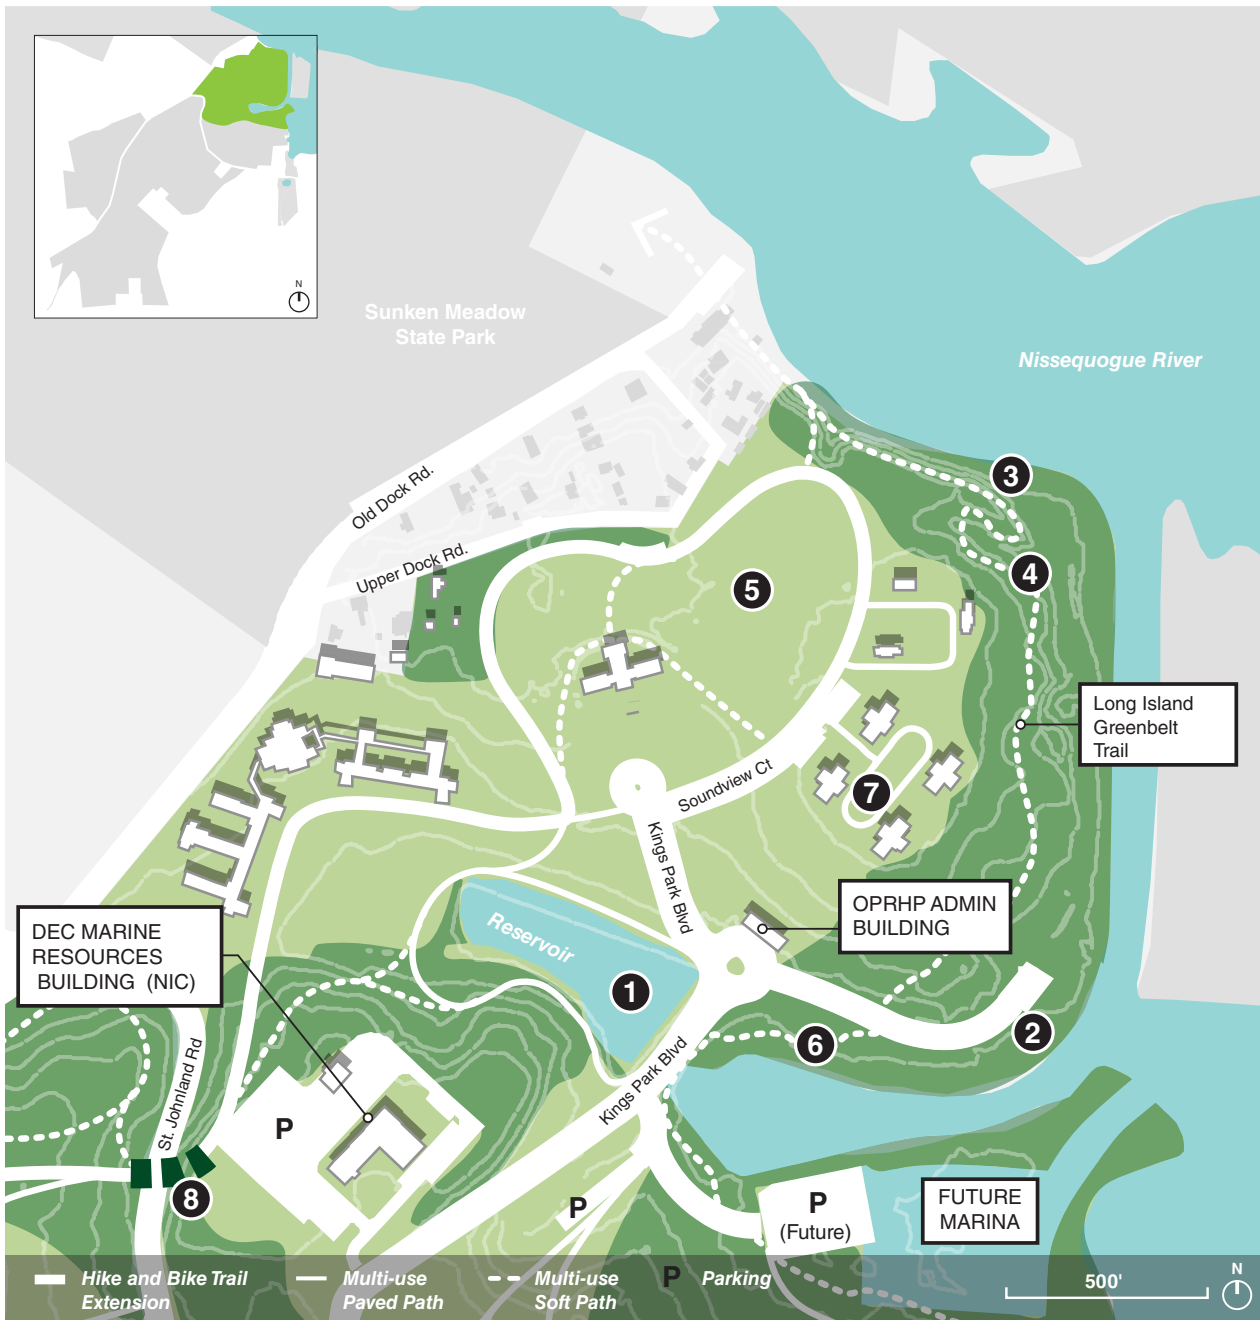 N
Sunken Meadow
State Park
Nissequogue River
Old Dock Rd.
Upper Dock Rd.
3
4
5
Long Island
Greenbelt
Trail
Soundview Ct
7
Kings Park Blvd
OPRHP ADMIN
BUILDING
DEC MARINE
RESOURCES
BUILDING (NIC)
Reservoir
1
2
6
St. Johnland Rd
Kings Park Blvd
P
8
P
P
(Future)
FUTURE
MARINA
Hike and Bike Trail
Extension
Multi-use
Paved Path
Multi-use
Soft Path
P Parking
500'
N